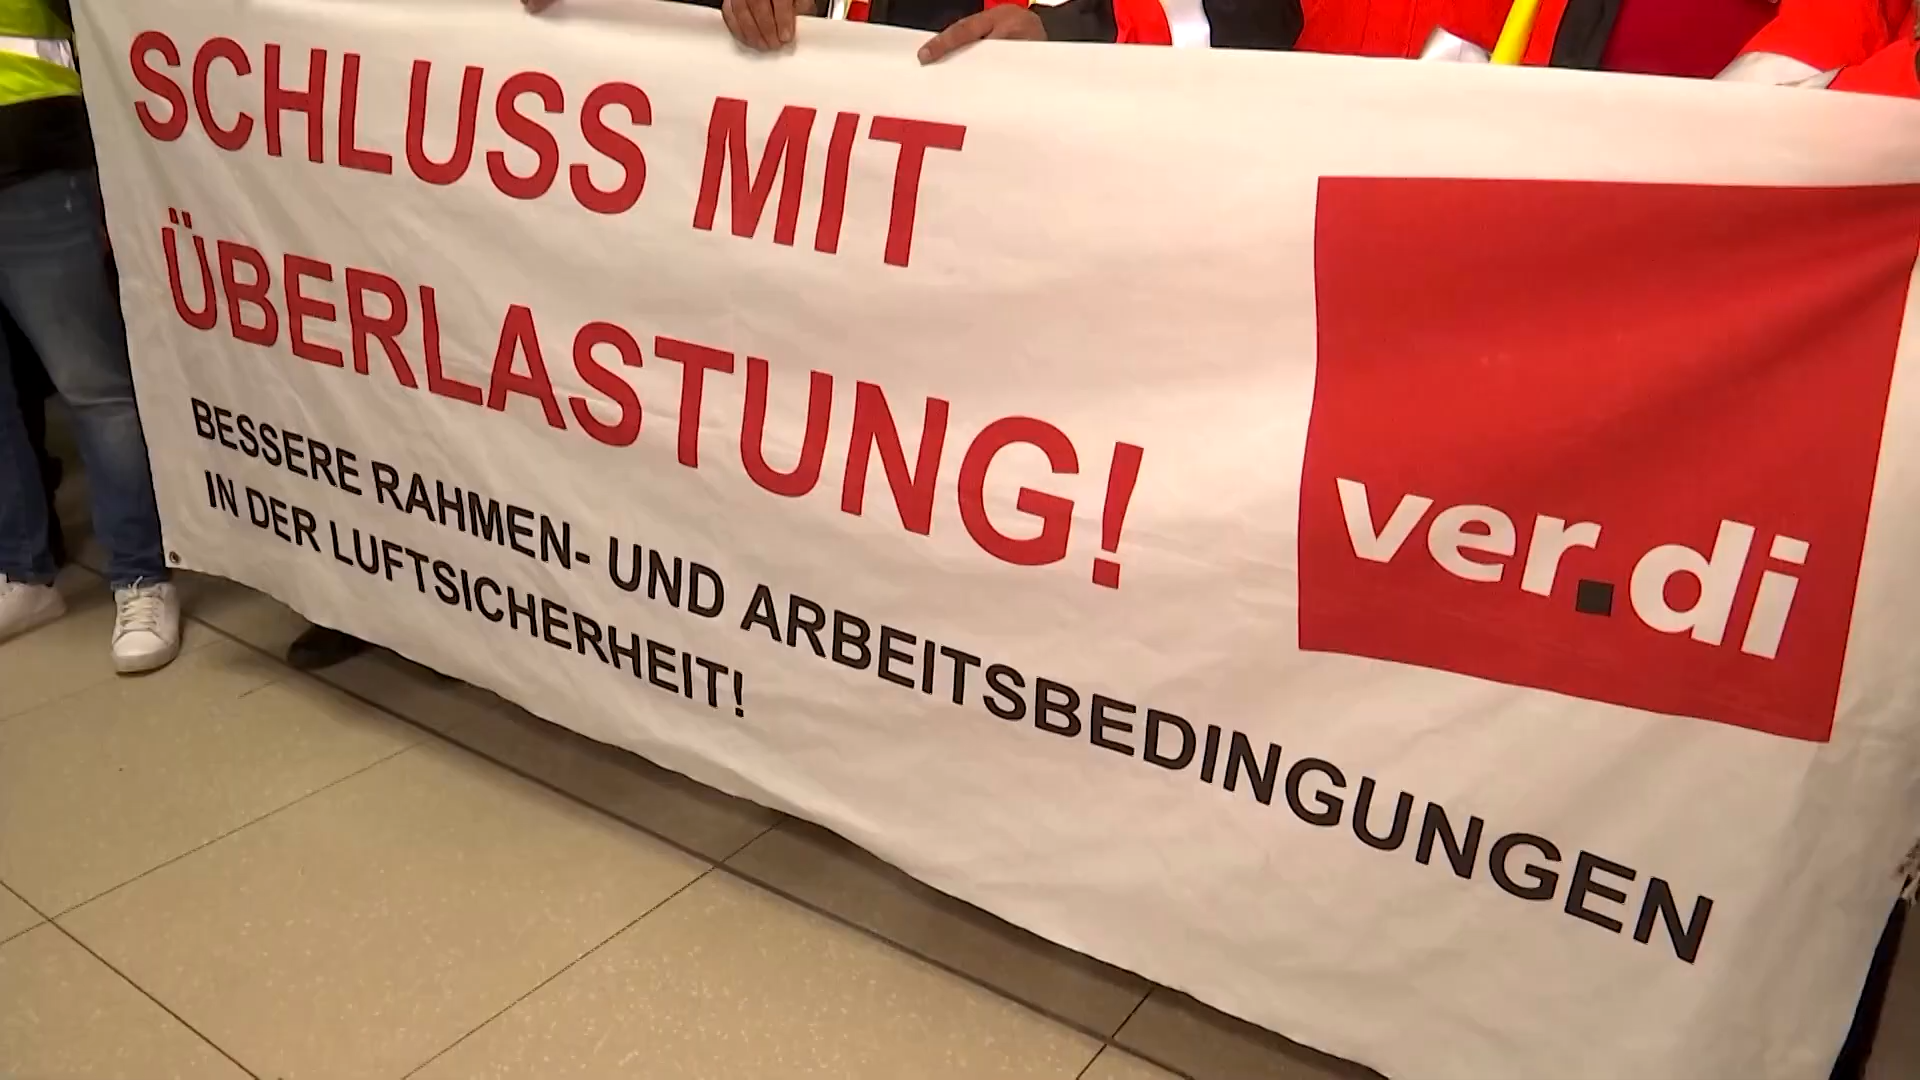 SCHLUSS MIT
ÜBERLASTUNG!
BESSERE RAHMEN- UND ARBEITSBEDINGUNGEN
IN DER LUFTSICHERHEIT!
ver.di